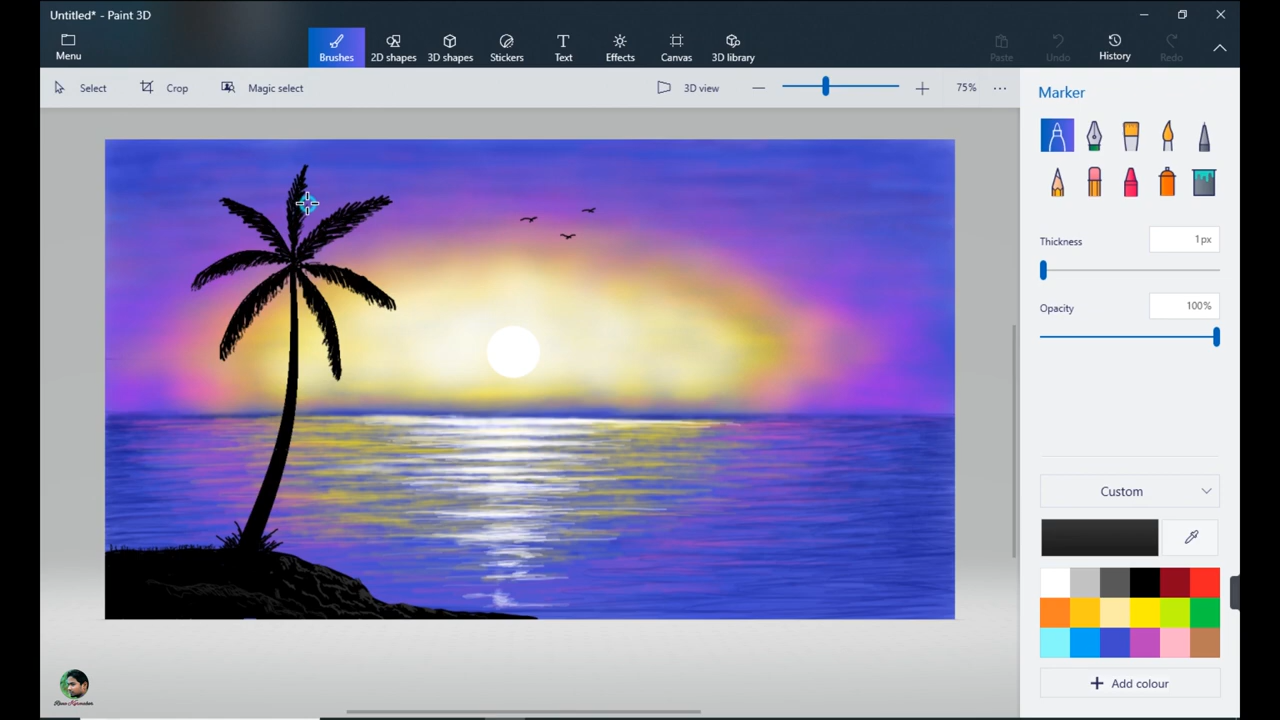 Untitled* - Paint 3D
Menu
Brushes
2D shapes
3D shapes
Stickers
Text
Effects
Canvas
3D library
Paste
Undo
History
Redo
Select
Crop
Magic select
3D view
75%
Marker
Thickness
1px
Opacity
100%
Custom
Add colour